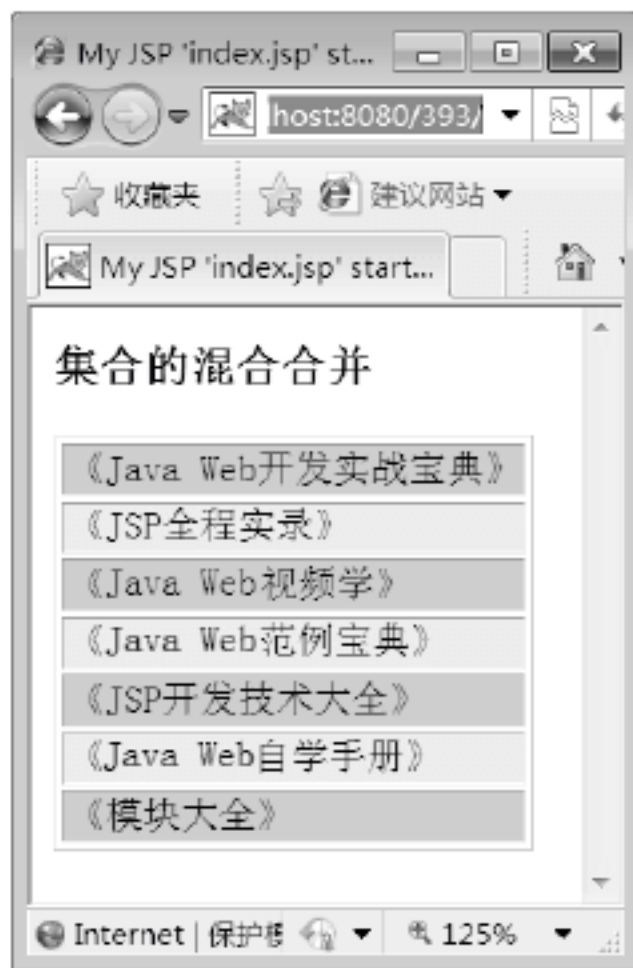 My JSP 'index.jsp' st...
host:8080/393/
收藏夹 建议网站
My JSP 'index.jsp' start...
集合的混合合并
《Java Web开发实战宝典》
《JSP全程实录》
《Java Web视频学》
《Java Web范例宝典》
《JSP开发技术大全》
《Java Web自学手册》
《模块大全》
Internet | 保护 125%